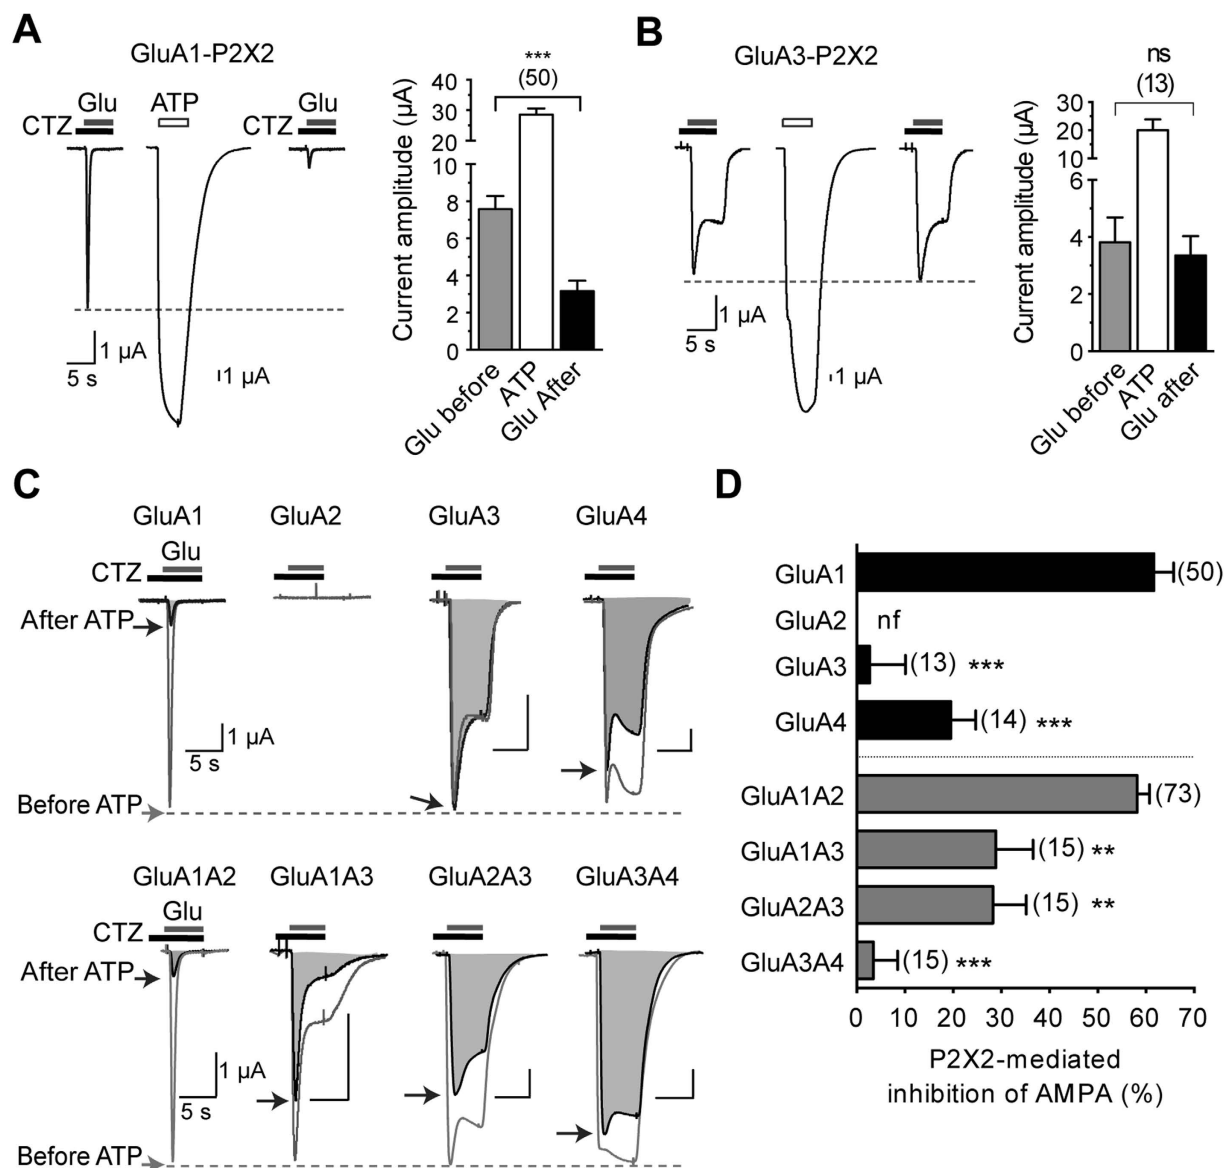 A
GluA1-P2X2
Glu
ATP
Glu
CTZ
CTZ
1 µA
5 s
1 µA
***
(50)
Current amplitude (µA)
40
30
20
10
8
6
4
2
0
Glu before
ATP
Glu After
B
GluA3-P2X2
1 µA
5 s
1 µA
ns
(13)
Current amplitude (µA)
30
20
10
6
4
2
0
Glu before
ATP
Glu after
C
GluA1
GluA2
GluA3
GluA4
Glu
CTZ
After ATP
1 µA
5 s
Before ATP
GluA1A2
GluA1A3
GluA2A3
GluA3A4
Glu
CTZ
After ATP
1 µA
5 s
Before ATP
D
GluA1 (50)
GluA2 nf
GluA3 (13) ***
GluA4 (14) ***
GluA1A2 (73)
GluA1A3 (15) **
GluA2A3 (15) **
GluA3A4 (15) ***
0 10 20 30 40 50 60 70
P2X2-mediated
inhibition of AMPA (%)